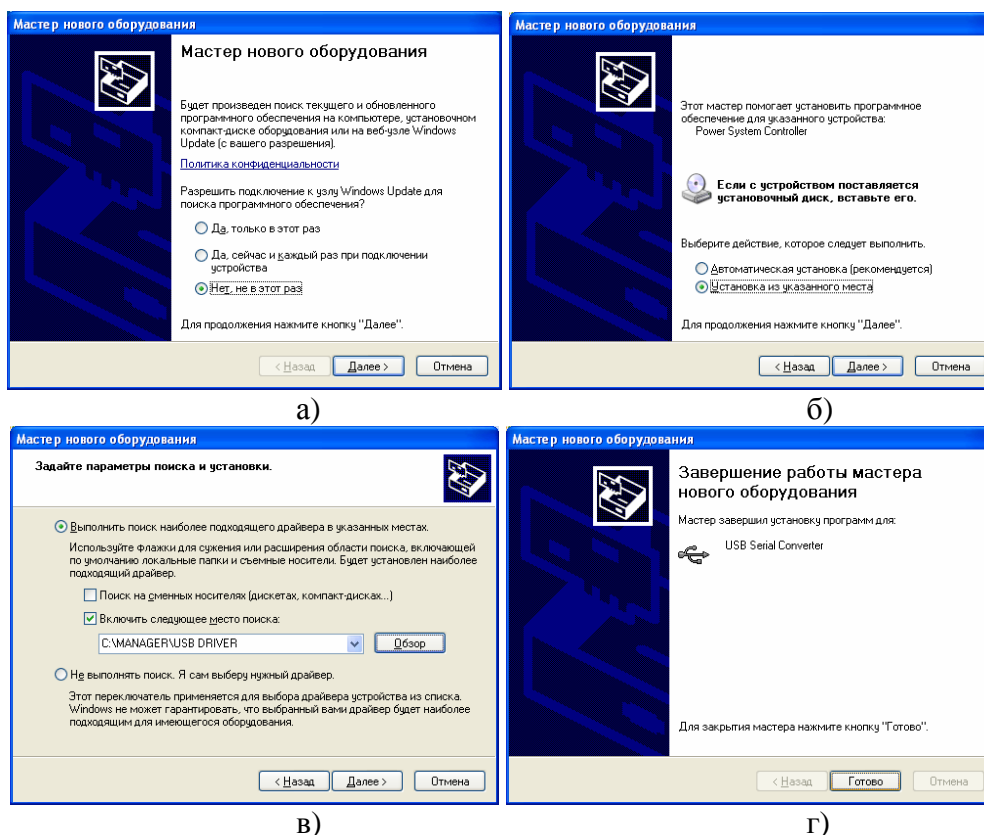 Мастер нового оборудования
Мастер нового оборудования
Будет произведен поиск текущего и обновленного
программного обеспечения на компьютере, установочном
компакт-диске оборудования или на веб-узле Windows
Update (с вашего разрешения).
Политика конфиденциальности
Разрешить подключение к узлу Windows Update для
поиска программного обеспечения?
Да, только в этот раз
Да, сейчас и каждый раз при подключении
устройства
Нет, не в этот раз
Для продолжения нажмите кнопку "Далее".
< Назад
Далее >
Отмена
а)
Мастер нового оборудования
Этот мастер помогает установить программное
обеспечение для указанного устройства:
Power System Controller
Если с устройством поставляется
установочный диск, вставьте его.
Выберите действие, которое следует выполнить.
Автоматическая установка (рекомендуется)
Установка из указанного места
Для продолжения нажмите кнопку "Далее".
< Назад
Далее >
Отмена
б)
Мастер нового оборудования
Задайте параметры поиска и установки.
Выполнить поиск наиболее подходящего драйвера в указанных местах.
Используйте флажки для сужения или расширения области поиска, включающей
по умолчанию локальные папки и съемные носители. Будет установлен наиболее
подходящий драйвер.
Поиск на сменных носителях (дискетах, компакт-дисках...)
Включить следующее место поиска:
C:\MANAGER\USB DRIVER
Обзор
Не выполнять поиск. Я сам выберу нужный драйвер.
Этот переключатель применяется для выбора драйвера устройства из списка.
Windows не может гарантировать, что выбранный вами драйвер будет наиболее
подходящим для имеющегося оборудования.
< Назад
Далее >
Отмена
в)
Мастер нового оборудования
Завершение работы мастера
нового оборудования
Мастер завершил установку программ для:
USB Serial Converter
Для закрытия мастера нажмите кнопку "Готово".
< Назад
Готово
Отмена
г)